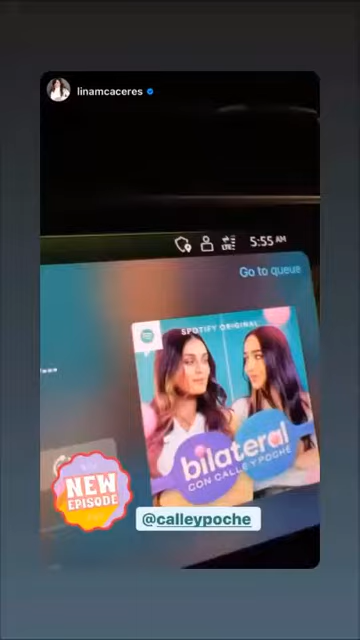 linamcaceres
5:55 AM
Go to queue
SPOTIFY ORIGINAL
bilateral
CON CALLE Y POCHE
NEW
EPISODE
@calleypoche